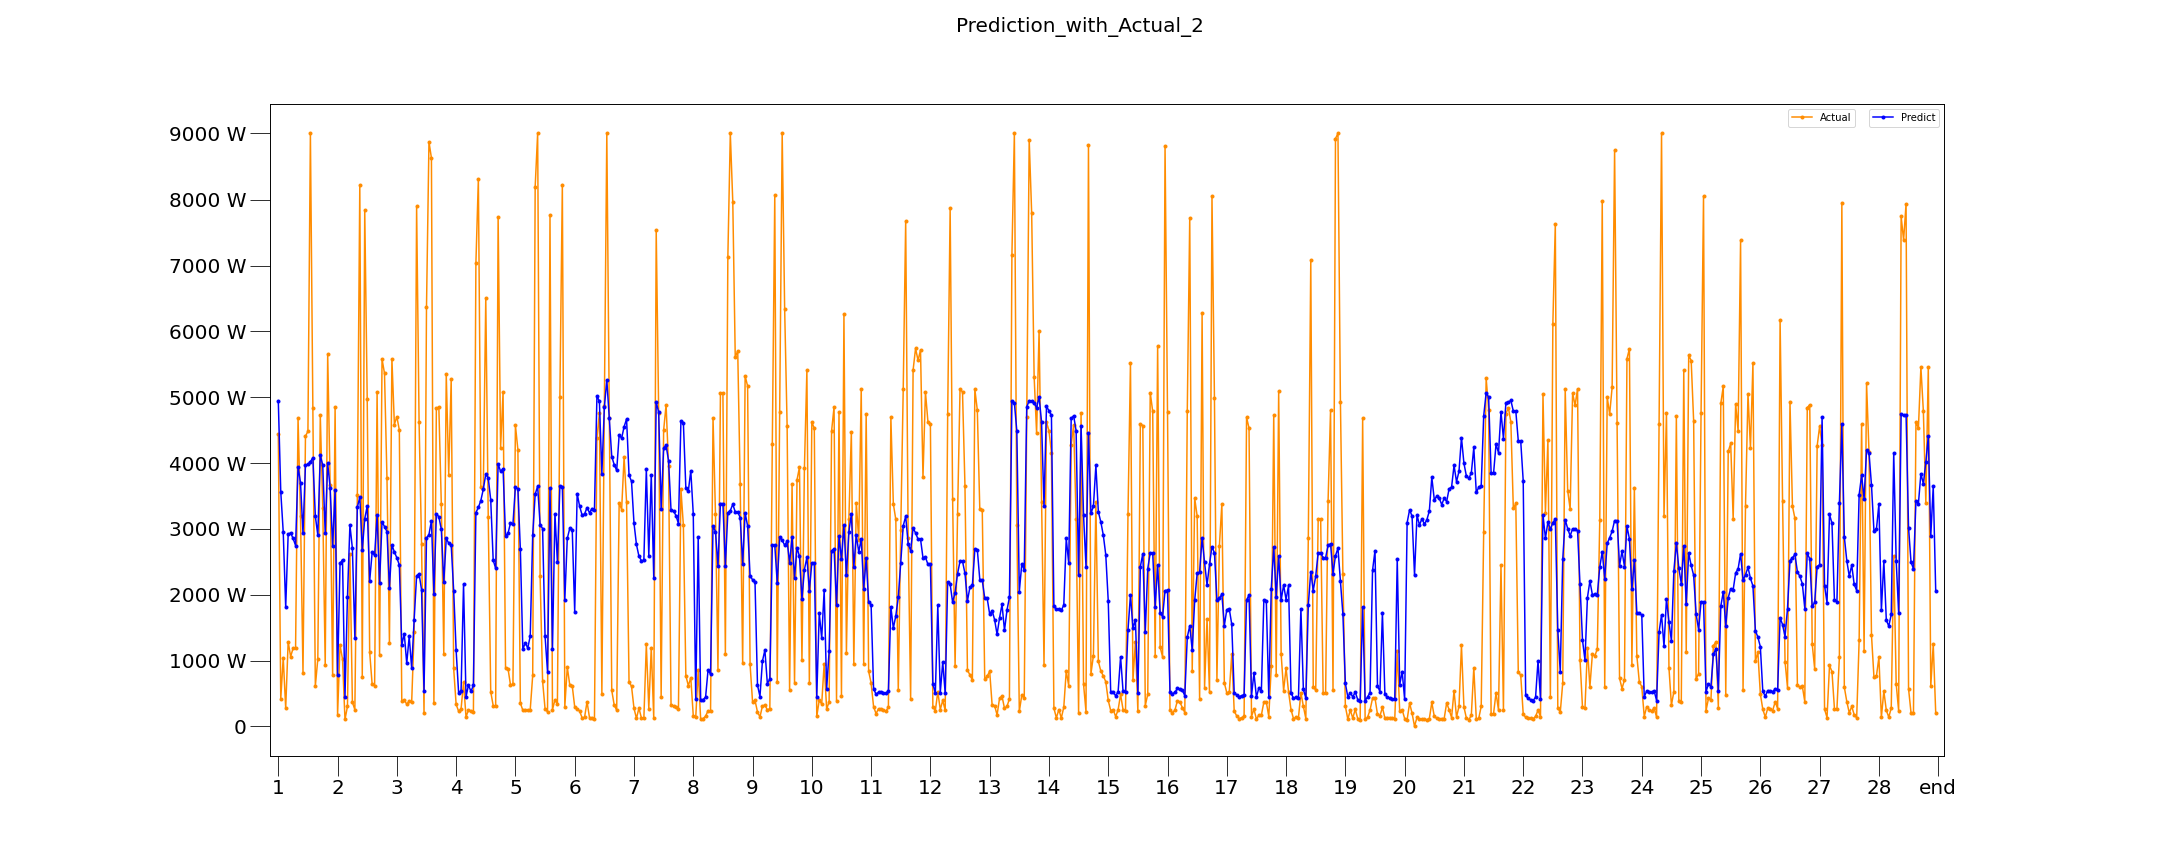 Prediction_with_Actual_2
Actual Predict
9000 W
8000 W
7000 W
6000 W
5000 W
4000 W
3000 W
2000 W
1000 W
0
1 2 3 4 5 6 7 8 9 10 11 12 13 14 15 16 17 18 19 20 21 22 23 24 25 26 27 28 end